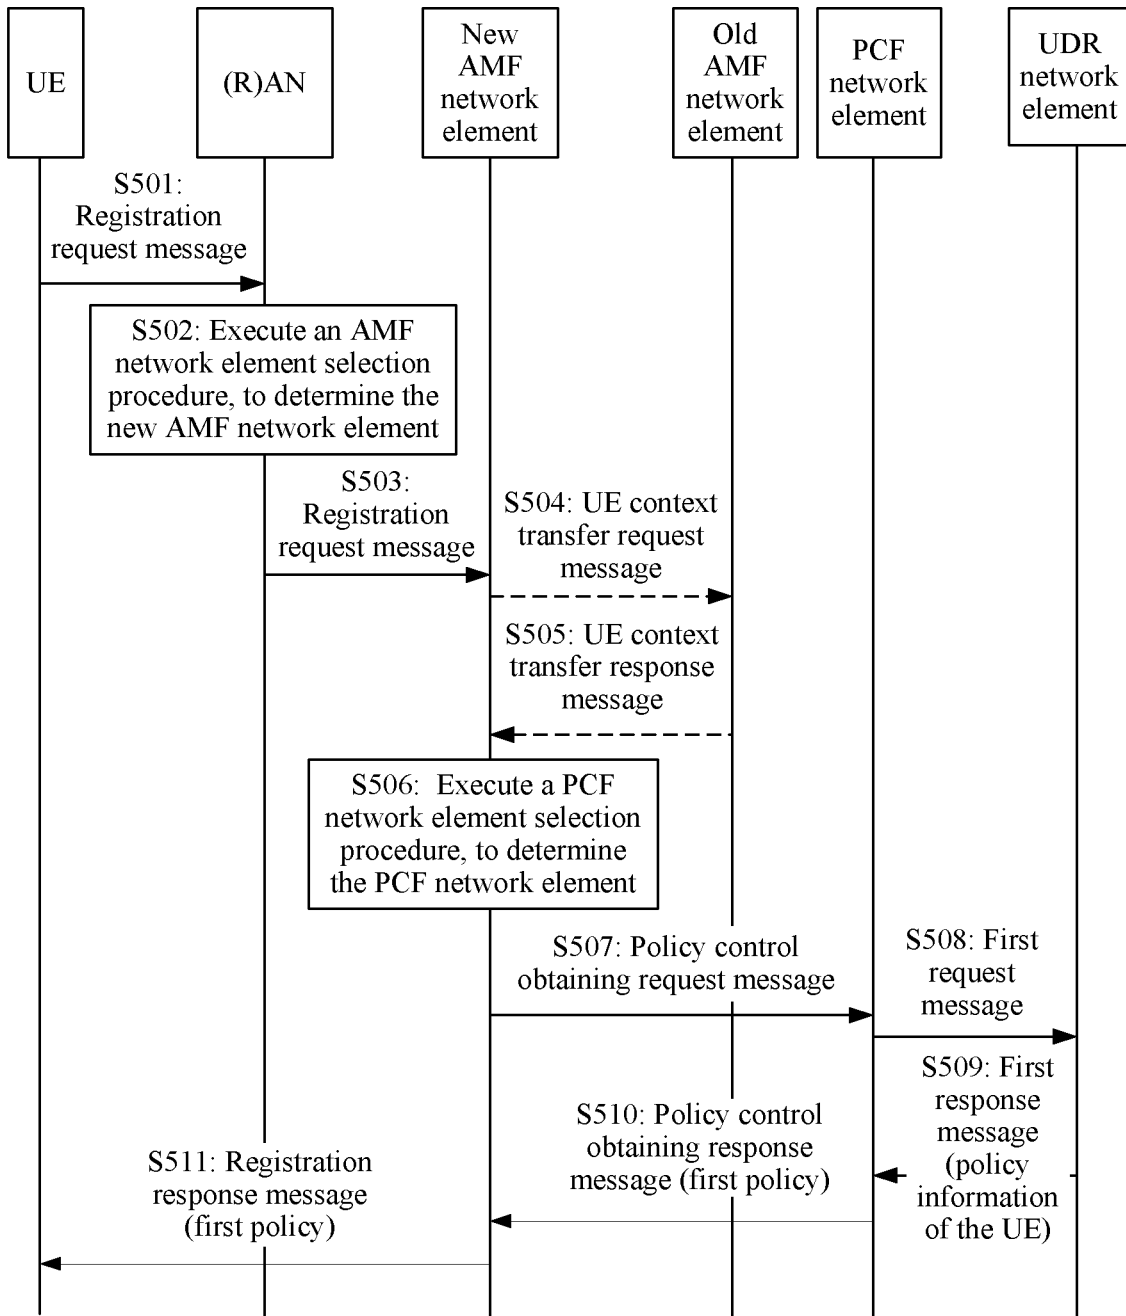 UE
(R)AN
New
AMF
network
element
Old
AMF
network
element
PCF
network
element
UDR
network
element
S501:
Registration
request message
S502: Execute an AMF
network element selection
procedure, to determine the
new AMF network element
S503:
Registration
request message
S504: UE context
transfer request
message
S505: UE context
transfer response
message
S506:  Execute a PCF
network element selection
procedure, to determine
the PCF network element
S507: Policy control
obtaining request message
S508: First
request
message
S509: First
response
message
(policy
information
of the UE)
S510: Policy control
obtaining response
message (first policy)
S511: Registration
response message
(first policy)